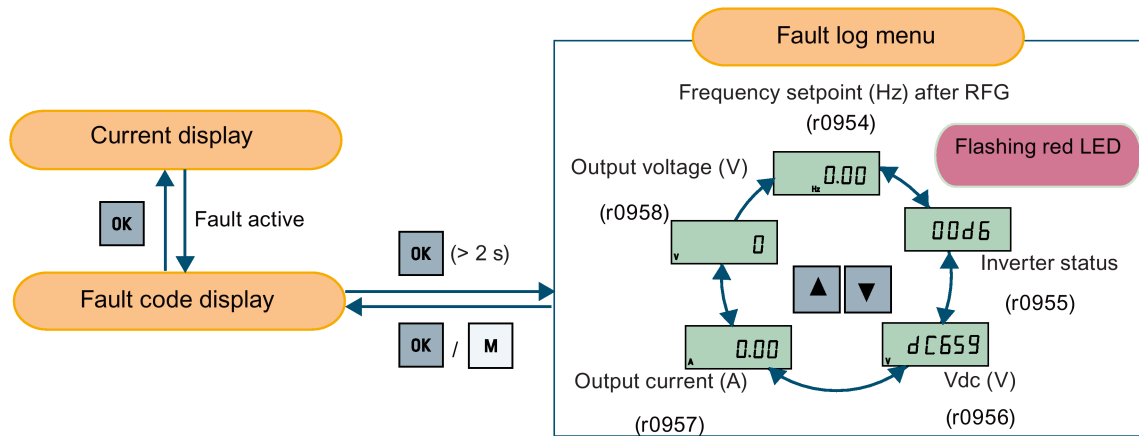 Fault log menu
Frequency setpoint (Hz) after RFG
(r0954)
Current display
Flashing red LED
Output voltage (V)
Hz 0.00
(r0958)
OK
Fault active
00d6
V 0
OK (> 2 s)
Inverter status
Fault code display
(r0955)
OK / M
A 0.00
V dC659
Output current (A)
Vdc (V)
(r0957)
(r0956)